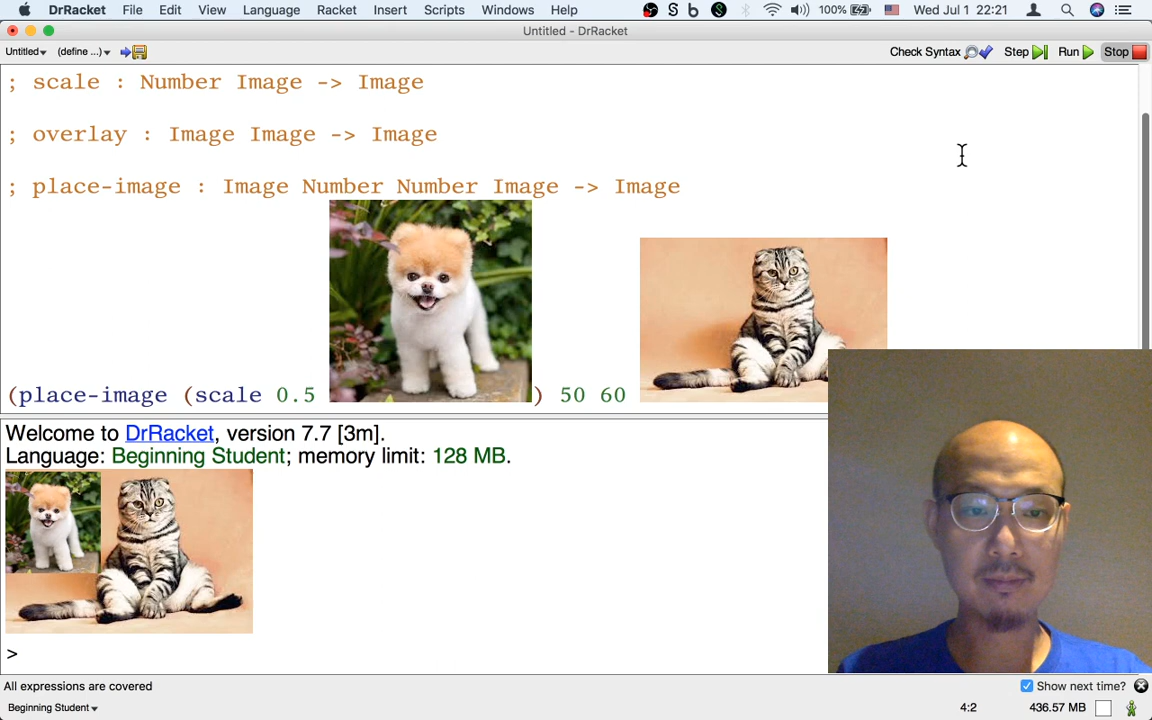 DrRacket File Edit View Language Racket Insert Scripts Windows Help 100% Wed Jul 1 22:21
Untitled - DrRacket
Untitled (define ...) Check Syntax Step Run Stop
; scale : Number Image -> Image
; overlay : Image Image -> Image
; place-image : Image Number Number Image -> Image
(place-image (scale 0.5 ) 50 60
Welcome to DrRacket, version 7.7 [3m].
Language: Beginning Student; memory limit: 128 MB.
>
All expressions are covered Show next time?
Beginning Student 4:2 436.57 MB